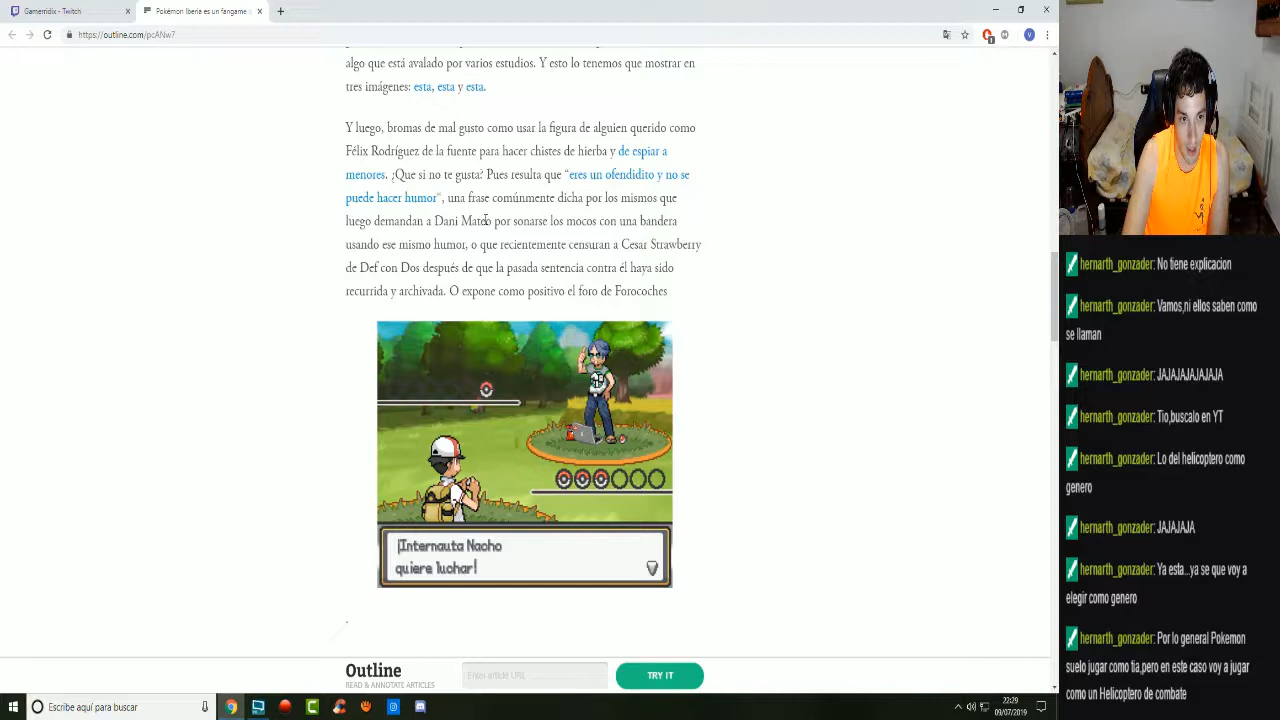 Gamerridix - Twitch
Pokémon Iberia es un fangame
https://outline.com/pcANw7
algo que está avalado por varios estudios. Y esto lo tenemos que mostrar en
tres imágenes: esta, esta y esta.
Y luego, bromas de mal gusto como usar la figura de alguien querido como
Félix Rodríguez de la fuente para hacer chistes de hierba y de espiar a
menores. ¿Que si no te gusta? Pues resulta que “eres un ofendidito y no se
puede hacer humor“, una frase comúnmente dicha por los mismos que
luego demandan a Dani Mateo por sonarse los mocos con una bandera
usando ese mismo humor, o que recientemente censuran a Cesar Strawberry
de Def con Dos después de que la pasada sentencia contra él haya sido
recurrida y archivada. O expone como positivo el foro de Forocoches
Internauta Nacho
quiere luchar!
.
Outline
READ & ANNOTATE ARTICLES
Enter article URL
TRY IT
hernarth_gonzader: No tiene explicacion
hernarth_gonzader: Vamos,ni ellos saben como
se llaman
hernarth_gonzader: JAJAJAJAJAJAJA
hernarth_gonzader: Tio,buscalo en YT
hernarth_gonzader: Lo del helicoptero como
genero
hernarth_gonzader: JAJAJAJA
hernarth_gonzader: Ya esta...ya se que voy a
elegir como genero
hernarth_gonzader: Por lo general Pokemon
suelo jugar como tia,pero en este caso voy a jugar
como un Helicoptero de combate
Escribe aquí para buscar
22:29
09/07/2019